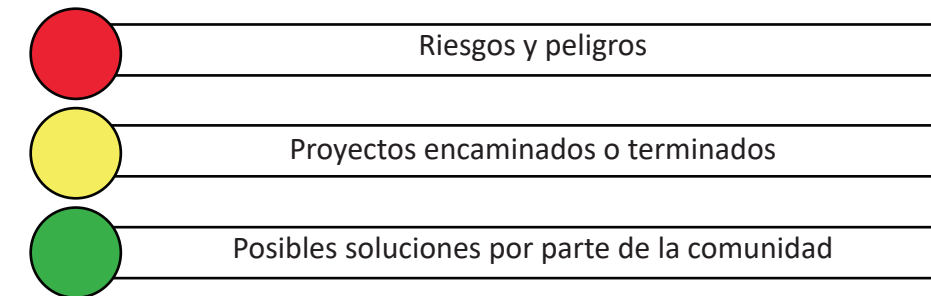 Riesgos y peligros
Proyectos encaminados o terminados
Posibles soluciones por parte de la comunidad